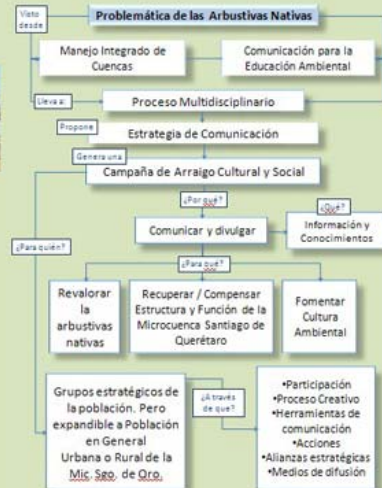 Visto
desde
Problemática de las Arbustivas Nativas
Manejo Integrado de
Cuencas
Comunicación para la
Educación Ambiental
Lleva a:
Proceso Multidisciplinario
Propone
Estrategia de Comunicación
Genera una
Campaña de Arraigo Cultural y Social
¿Por qué?
Comunicar y divulgar
¿Qué?
Información y
Conocimientos
¿Para quién?
¿Para qué?
Revalorar
la
arbustivas
nativas
Recuperar / Compensar
Estructura y Función de la
Microcuenca Santiago de
Querétaro
Fomentar
Cultura
Ambiental
Grupos estratégicos de
la población. Pero
expandible a Población
en General
Urbana o Rural de la
Mic. Sgo. de Qro.
¿A través
de que?
•Participación
•Proceso Creativo
•Herramientas de
comunicación
•Acciones
•Alianzas estratégicas
•Medios de difusión